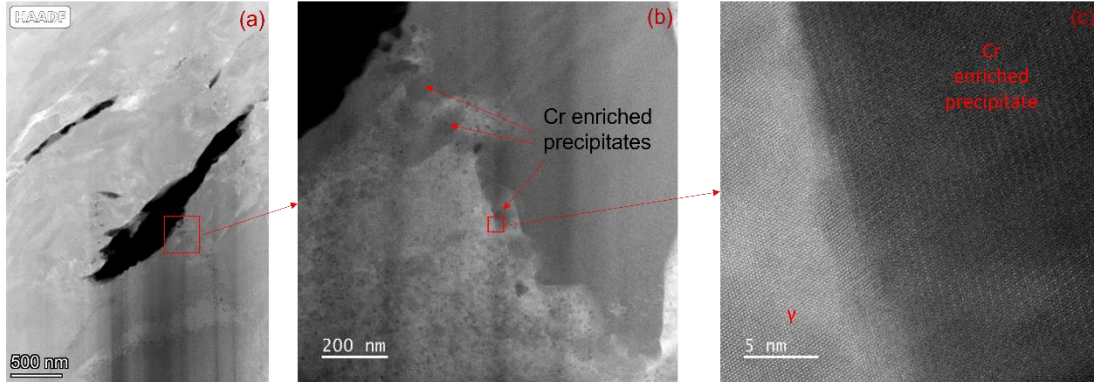 HAADF
(a)
500 nm
(b)
Cr enriched
precipitates
200 nm
(c)
Cr
enriched
precipitate
γ
5 nm